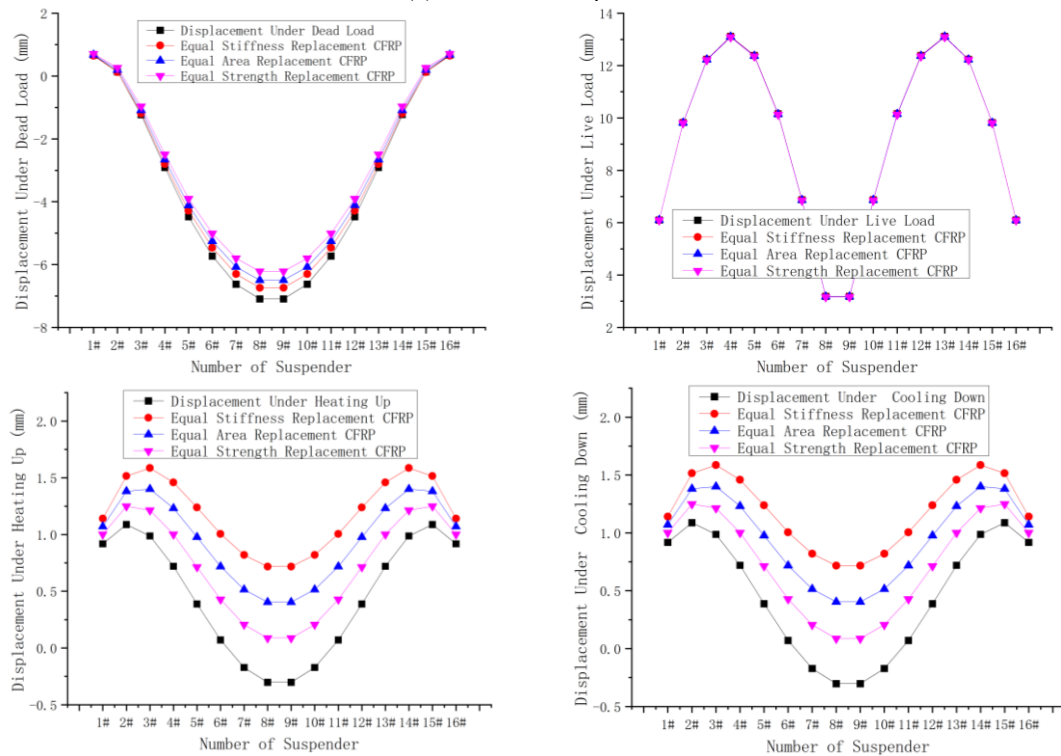 Displacement Under Dead Load (mm)
2
0
-2
-4
-6
-8
Displacement Under Dead Load
Equal Stiffness Replacement CFRP
Equal Area Replacement CFRP
Equal Strength Replacement CFRP
1# 2# 3# 4# 5# 6# 7# 8# 9# 10# 11# 12# 13# 14# 15# 16#
Number of Suspender
Displacement Under Live Load (mm)
14
12
10
8
6
4
2
Displacement Under Live Load
Equal Stiffness Replacement CFRP
Equal Area Replacement CFRP
Equal Strength Replacement CFRP
1# 2# 3# 4# 5# 6# 7# 8# 9# 10# 11# 12# 13# 14# 15# 16#
Number of Suspender
Displacement Under Heating Up (mm)
2.0
1.5
1.0
0.5
0.0
-0.5
Displacement Under Heating Up
Equal Stiffness Replacement CFRP
Equal Area Replacement CFRP
Equal Strength Replacement CFRP
1# 2# 3# 4# 5# 6# 7# 8# 9# 10# 11# 12# 13# 14# 15# 16#
Number of Suspender
Displacement Under Cooling Down (mm)
2.0
1.5
1.0
0.5
0.0
-0.5
Displacement Under Cooling Down
Equal Stiffness Replacement CFRP
Equal Area Replacement CFRP
Equal Strength Replacement CFRP
1# 2# 3# 4# 5# 6# 7# 8# 9# 10# 11# 12# 13# 14# 15# 16#
Number of Suspender